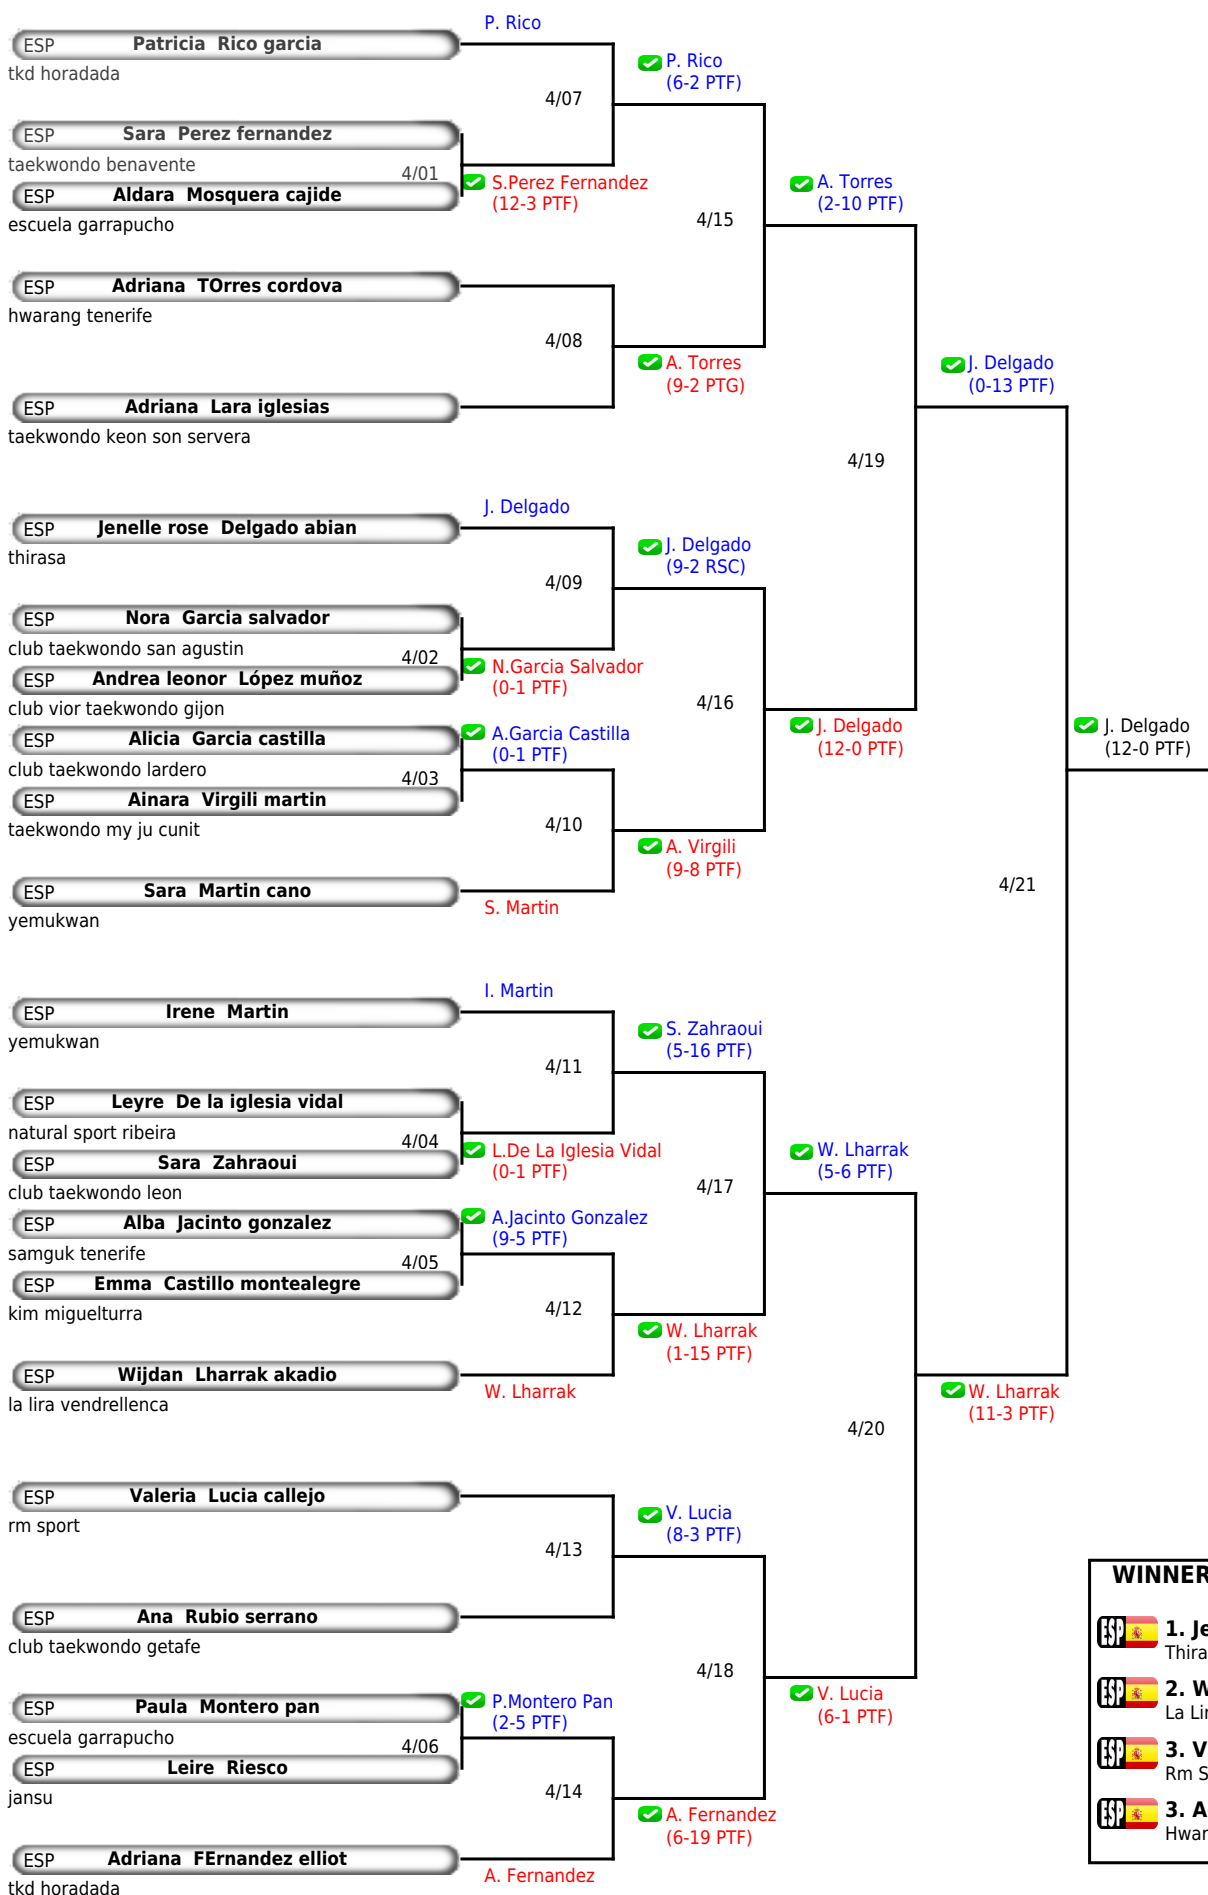 P. Rico
ESP Patricia Rico garcia
tkd horadada
P. Rico
(6-2 PTF)
4/07
ESP Sara Perez fernandez
taekwondo benavente
4/01
S.Perez Fernandez
(12-3 PTF)
ESP Aldara Mosquera cajide
escuela garrapucho
A. Torres
(2-10 PTF)
4/15
ESP Adriana TOrres cordova
hwarang tenerife
4/08
A. Torres
(9-2 PTG)
J. Delgado
(0-13 PTF)
ESP Adriana Lara iglesias
taekwondo keon son servera
4/19
J. Delgado
ESP Jenelle rose Delgado abian
thirasa
J. Delgado
(9-2 RSC)
4/09
ESP Nora Garcia salvador
club taekwondo san agustin
4/02
N.Garcia Salvador
(0-1 PTF)
ESP Andrea leonor López muñoz
club vior taekwondo gijon
4/16
J. Delgado
(12-0 PTF)
J. Delgado
(12-0 PTF)
ESP Alicia Garcia castilla
club taekwondo lardero
A.Garcia Castilla
(0-1 PTF)
4/03
ESP Ainara Virgili martin
taekwondo my ju cunit
4/10
A. Virgili
(9-8 PTF)
4/21
ESP Sara Martin cano
yemukwan
S. Martin
I. Martin
ESP Irene Martin
yemukwan
S. Zahraoui
(5-16 PTF)
4/11
ESP Leyre De la iglesia vidal
natural sport ribeira
4/04
L.De La Iglesia Vidal
(0-1 PTF)
ESP Sara Zahraoui
club taekwondo leon
W. Lharrak
(5-6 PTF)
4/17
ESP Alba Jacinto gonzalez
samguk tenerife
A.Jacinto Gonzalez
(9-5 PTF)
4/05
ESP Emma Castillo montealegre
kim miguelturra
4/12
W. Lharrak
(1-15 PTF)
ESP Wijdan Lharrak akadio
la lira vendrellenca
W. Lharrak
W. Lharrak
(11-3 PTF)
4/20
ESP Valeria Lucia callejo
rm sport
V. Lucia
(8-3 PTF)
4/13
ESP Ana Rubio serrano
club taekwondo getafe
4/18
V. Lucia
(6-1 PTF)
ESP Paula Montero pan
escuela garrapucho
P.Montero Pan
(2-5 PTF)
4/06
ESP Leire Riesco
jansu
4/14
A. Fernandez
(6-19 PTF)
ESP Adriana FErnandez elliot
tkd horadada
A. Fernandez
WINNER
ESP 1. Je
Thira
ESP 2. W
La Lir
ESP 3. V
Rm S
ESP 3. A
Hwar